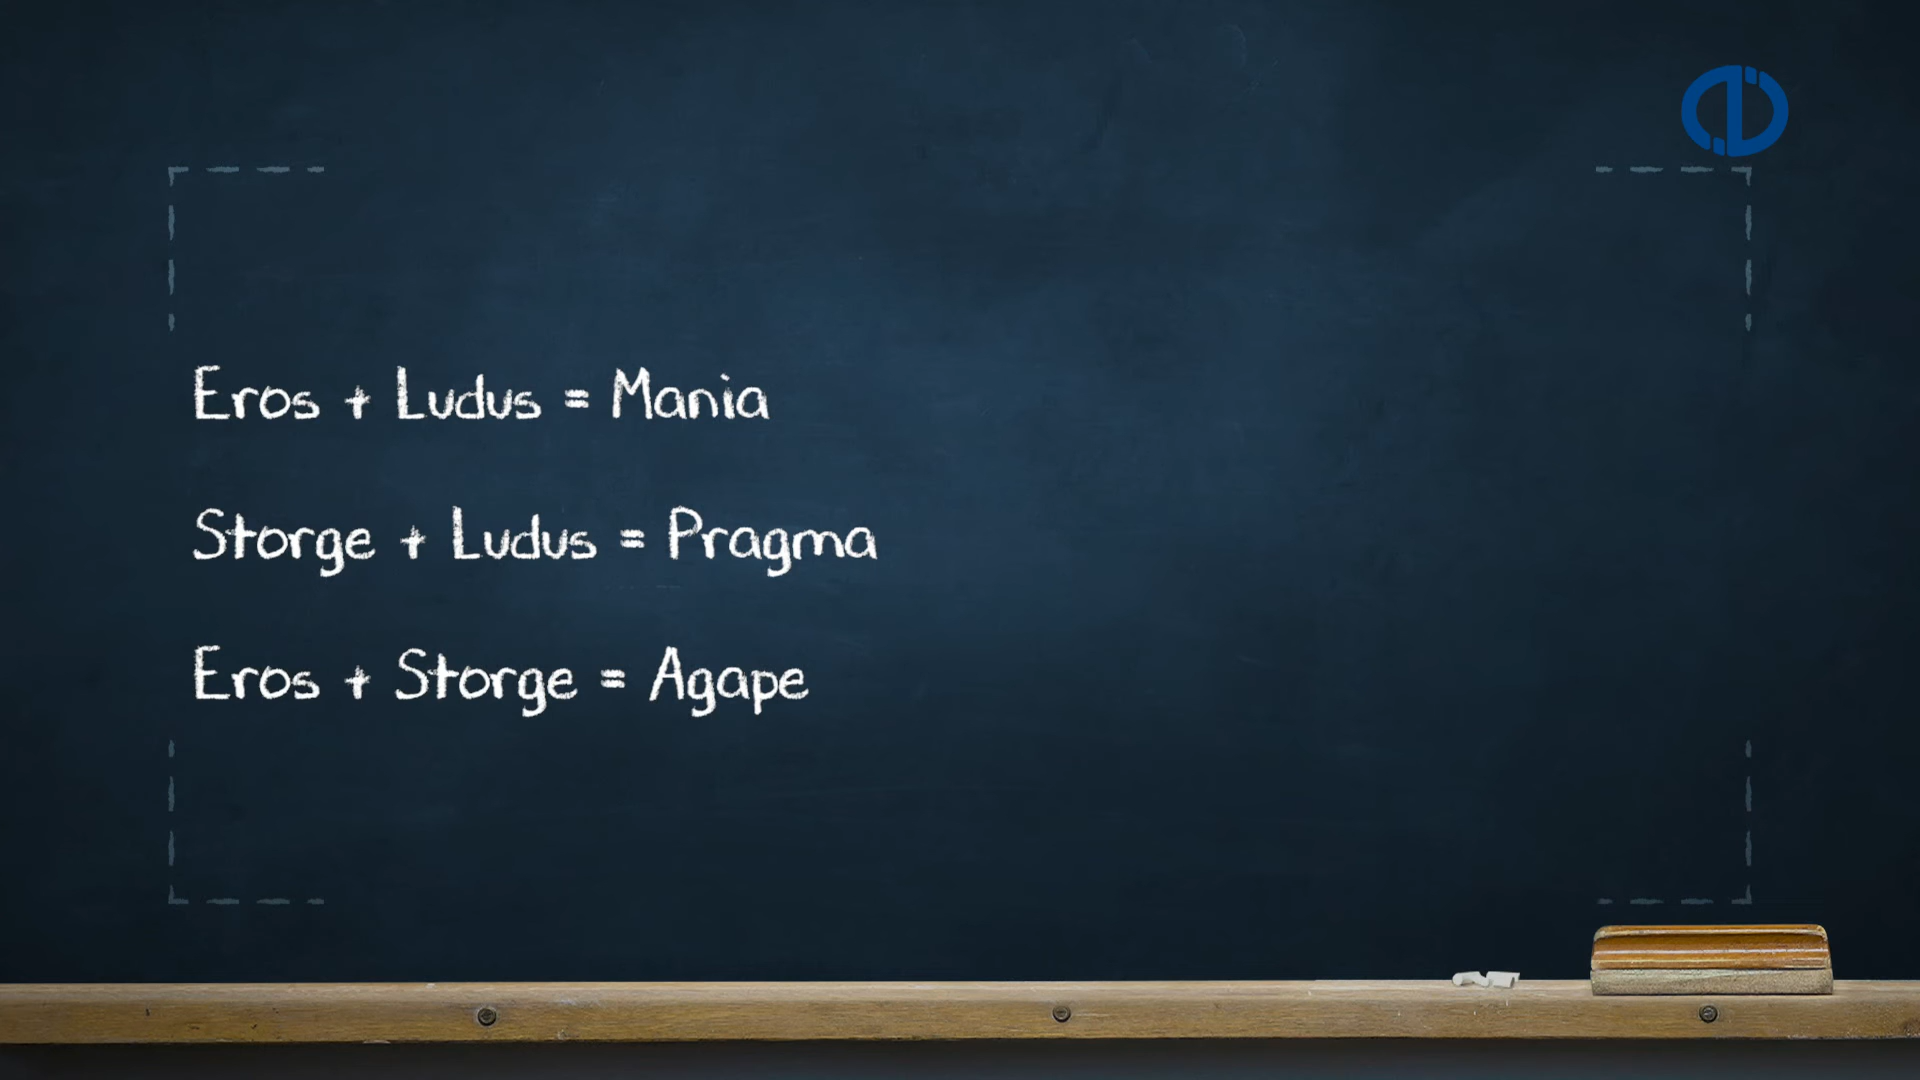 Eros + Ludus = Mania
Storge + Ludus = Pragma
Eros + Storge = Agape